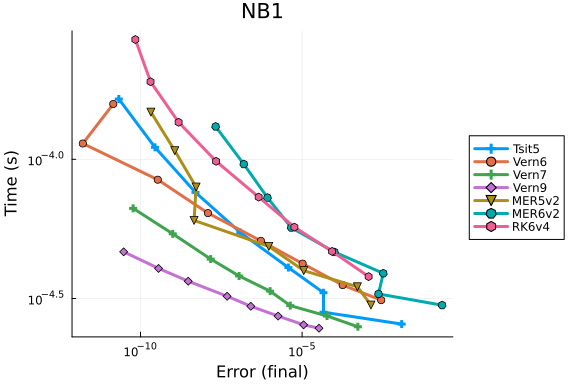 NB1
Time (s)
10^-4.0
10^-4.5
10^-10
10^-5
Error (final)
Tsit5
Vern6
Vern7
Vern9
MER5v2
MER6v2
RK6v4